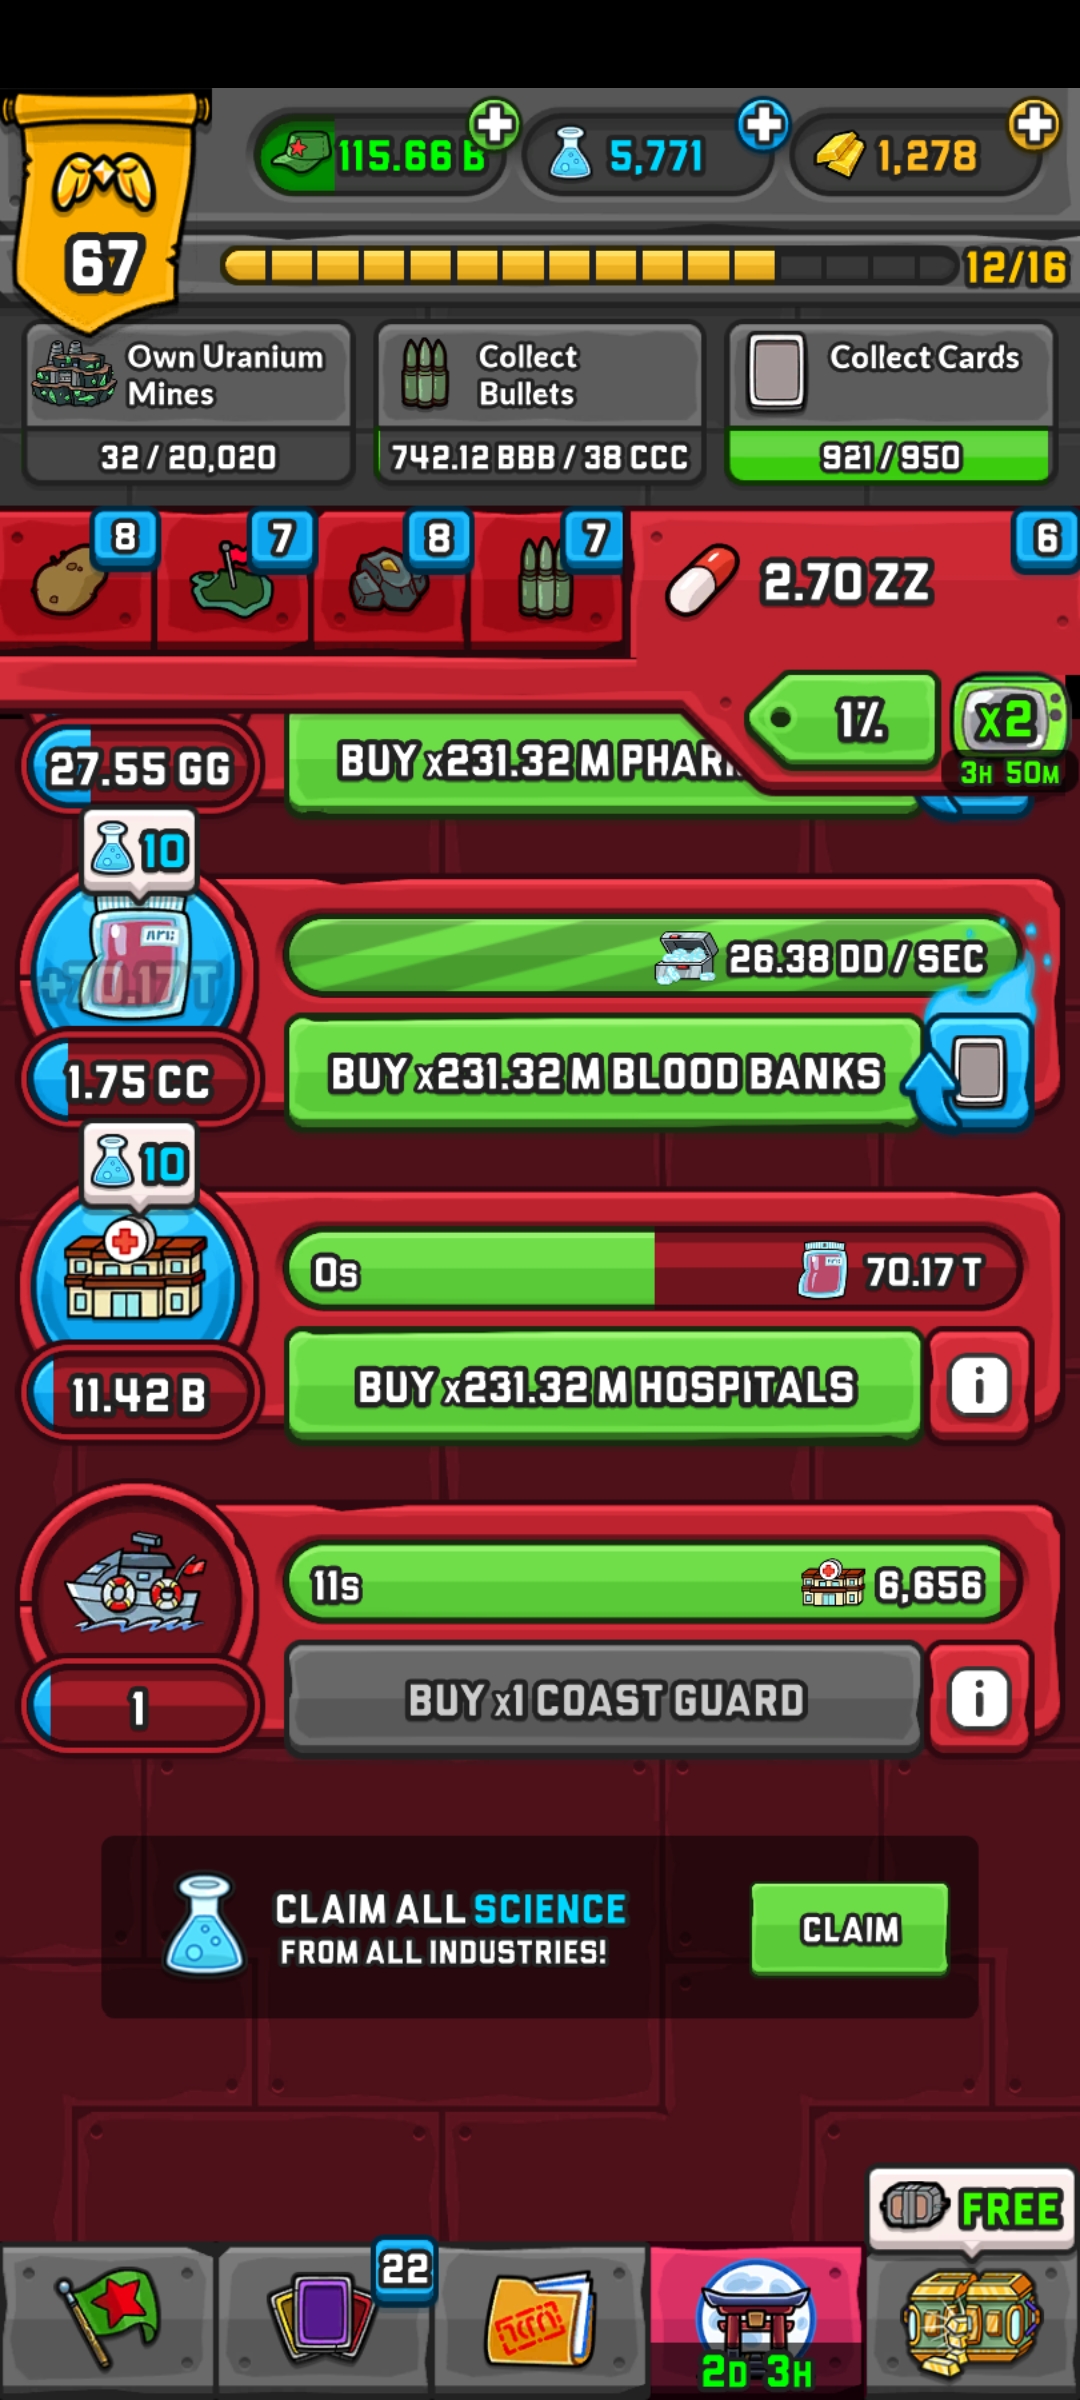 115.66 B
5,771
1,278
67
12/16
Own Uranium
Mines
32 / 20,020
Collect
Bullets
742.12 BBB / 38 CCC
Collect Cards
921 / 950
8
7
8
7
6
2.70 ZZ
1%
x2
3H 50M
27.55 GG
BUY x231.32 M
10
+70.17 T
26.38 DD / SEC
1.75 CC
BUY x231.32 M BLOOD BANKS
10
0s
70.17 T
11.42 B
BUY x231.32 M HOSPITALS
i
11s
6,656
1
BUY x1 COAST GUARD
i
CLAIM ALL SCIENCE
FROM ALL INDUSTRIES!
CLAIM
FREE
22
2D 3H